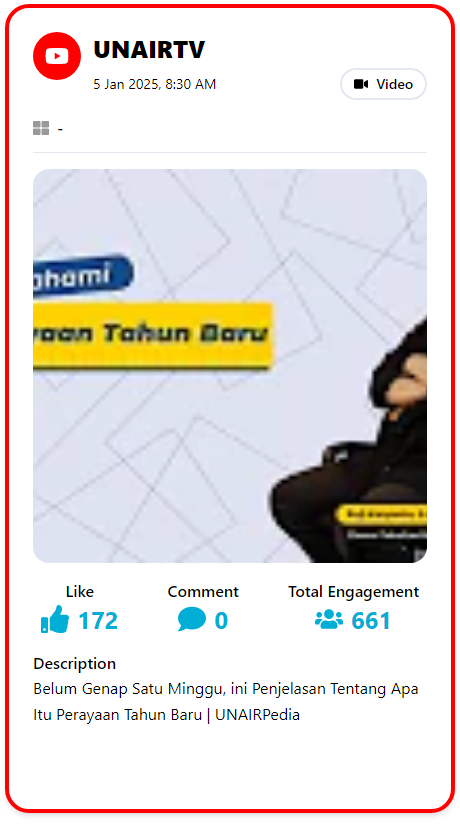 UNAIRTV
5 Jan 2025, 8:30 AM
Video
-
ahami
yaan Tahun Baru
Like
Comment
Total Engagement
172
0
661
Description
Belum Genap Satu Minggu, ini Penjelasan Tentang Apa
Itu Perayaan Tahun Baru | UNAIRPedia